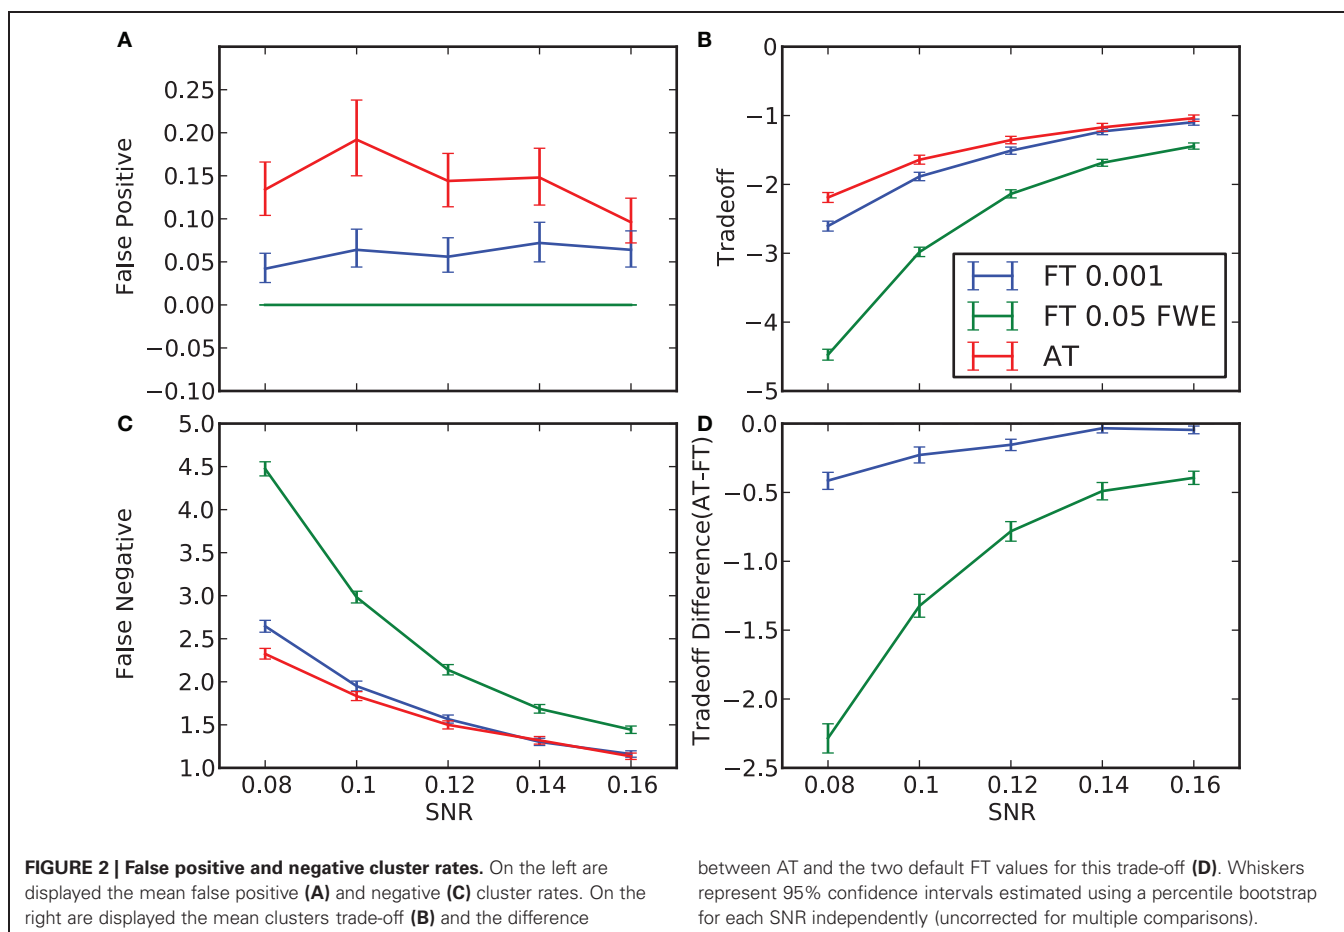 A
0.25
0.20
0.15
0.10
0.05
0.00
−0.05
−0.10
False Positive
B
0
−1
−2
−3
−4
−5
Tradeoff
FT 0.001
FT 0.05 FWE
AT
C
5.0
4.5
4.0
3.5
3.0
2.5
2.0
1.5
1.0
False Negative
0.08 0.1 0.12 0.14 0.16
SNR
D
0.0
−0.5
−1.0
−1.5
−2.0
−2.5
Tradeoff Difference(AT-FT)
0.08 0.1 0.12 0.14 0.16
SNR
FIGURE 2 | False positive and negative cluster rates. On the left are
displayed the mean false positive (A) and negative (C) cluster rates. On the
right are displayed the mean clusters trade-off (B) and the difference
between AT and the two default FT values for this trade-off (D). Whiskers
represent 95% confidence intervals estimated using a percentile bootstrap
for each SNR independently (uncorrected for multiple comparisons).